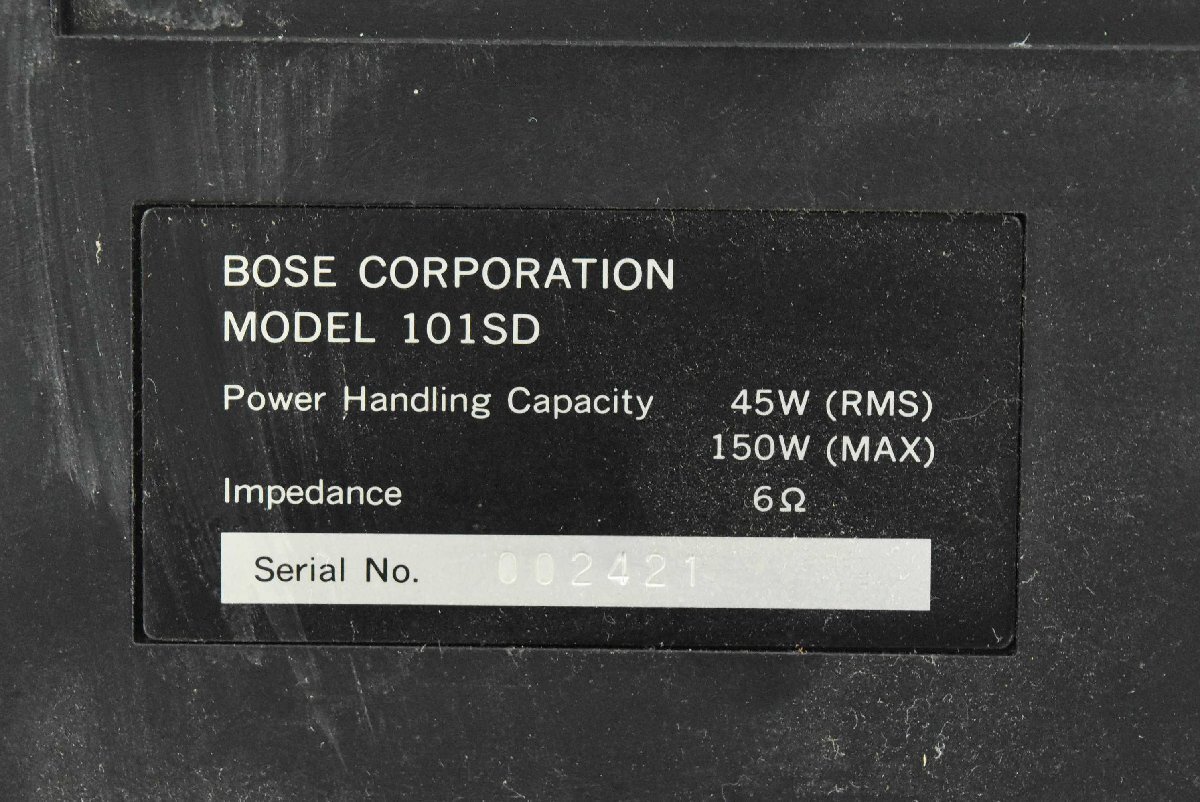 BOSE CORPORATION
MODEL 101SD
Power Handling Capacity 45W (RMS)
150W (MAX)
Impedance 6Ω
Serial No. 002421